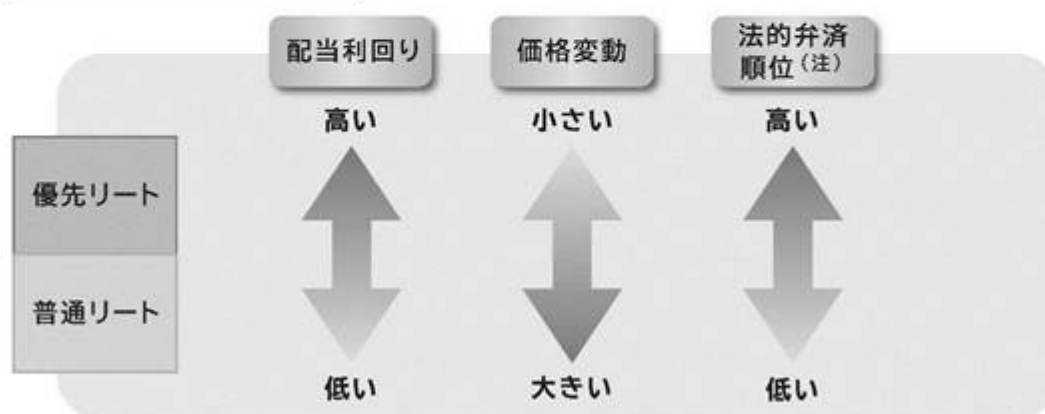 配当利回り
価格変動
法的弁済
順位(注)
高い
小さい
高い
優先リート
普通リート
低い
大きい
低い